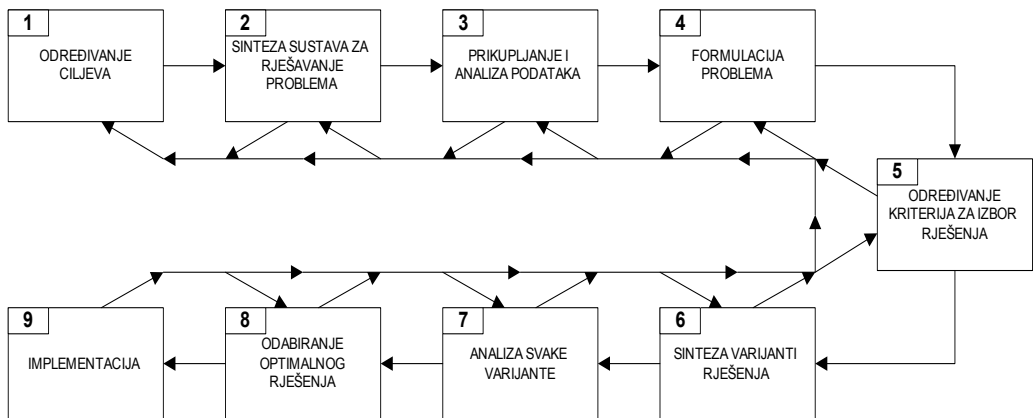 1
ODREĐIVANJE
CILJEVA
2
SINTEZA SUSTAVA ZA
RJEŠAVANJE
PROBLEMA
3
PRIKUPLJANJE I
ANALIZA PODATAKA
4
FORMULACIJA
PROBLEMA
5
ODREĐIVANJE
KRITERIJA ZA IZBOR
RJEŠENJA
9
IMPLEMENTACIJA
8
ODABIRANJE
OPTIMALNOG
RJEŠENJA
7
ANALIZA SVAKE
VARIJANTE
6
SINTEZA VARIJANTI
RJEŠENJA